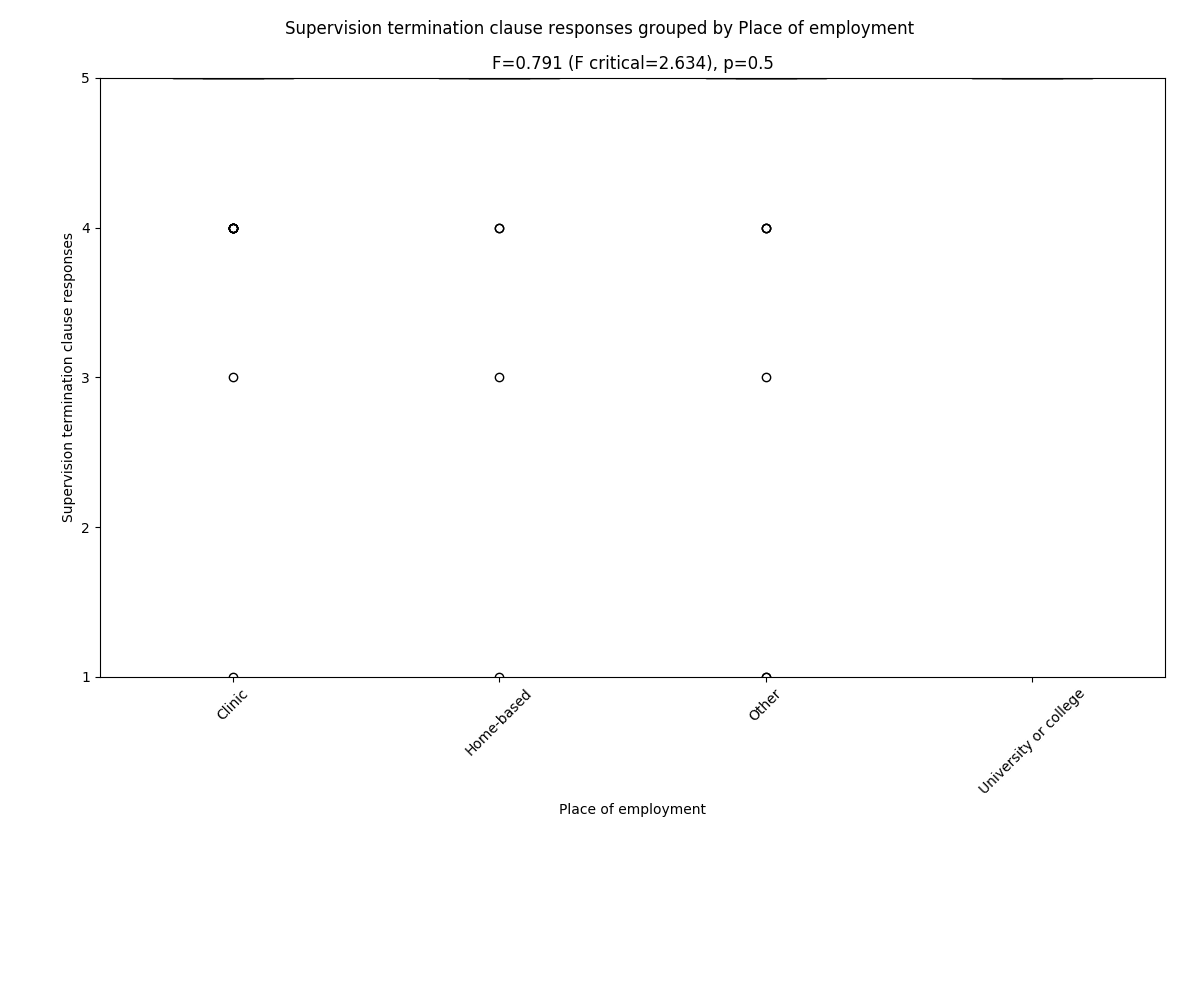 Supervision termination clause responses grouped by Place of employment
F=0.791 (F critical=2.634), p=0.5
5
4
3
2
1
Supervision termination clause responses
Clinic
Home-based
Other
University or college
Place of employment